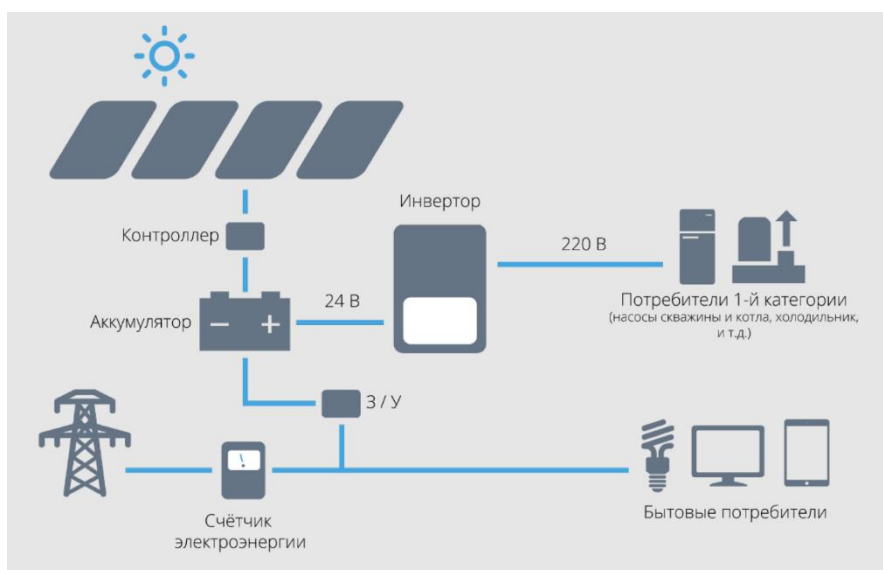 Инвертор
Контроллер
220 В
Потребители 1-й категории
(насосы скважины и котла, холодильник,
и т.д.)
24 В
Аккумулятор
– +
З / У
Счётчик
электроэнергии
Бытовые потребители